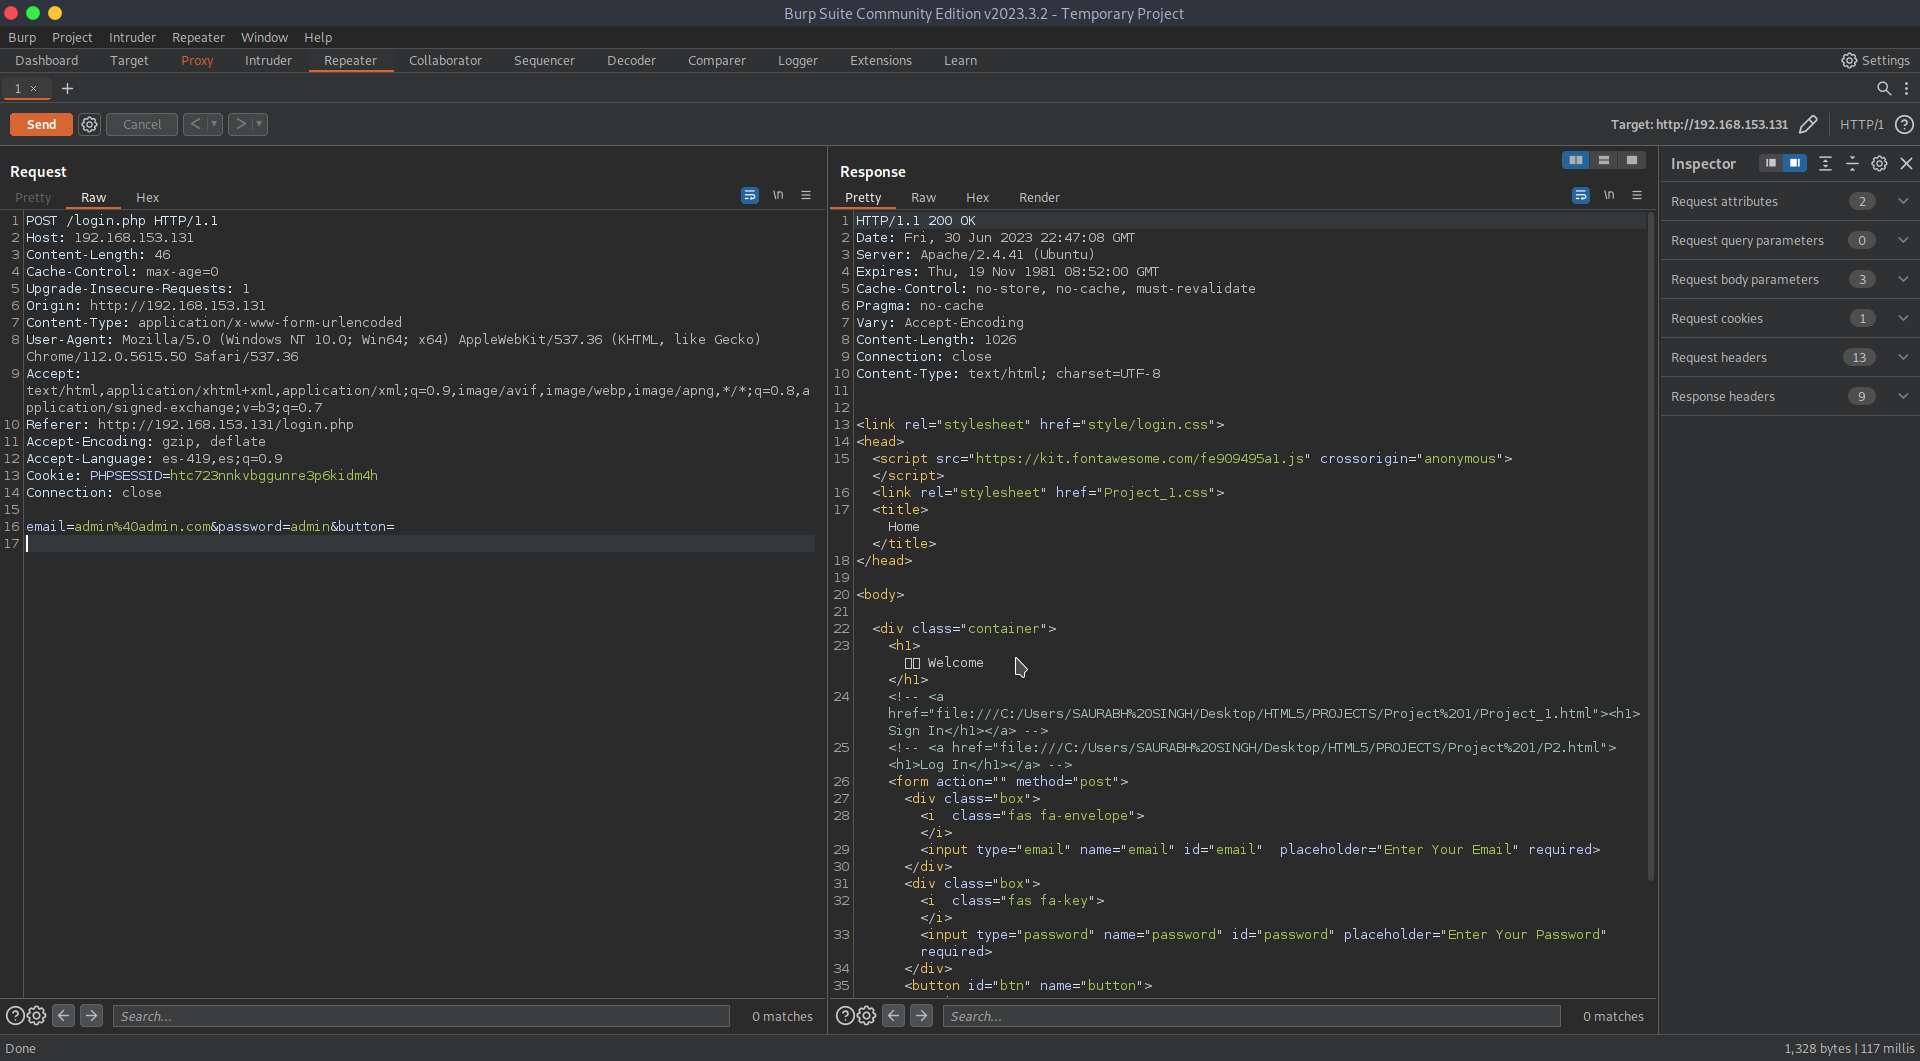 Burp Suite Community Edition v2023.3.2 - Temporary Project
Burp Project Intruder Repeater Window Help
Dashboard Target Proxy Intruder Repeater Collaborator Sequencer Decoder Comparer Logger Extensions Learn Settings
1 × +
Send Cancel < > Target: http://192.168.153.131 HTTP/1
Request
Pretty Raw Hex \n
1 POST /login.php HTTP/1.1
2 Host: 192.168.153.131
3 Content-Length: 46
4 Cache-Control: max-age=0
5 Upgrade-Insecure-Requests: 1
6 Origin: http://192.168.153.131
7 Content-Type: application/x-www-form-urlencoded
8 User-Agent: Mozilla/5.0 (Windows NT 10.0; Win64; x64) AppleWebKit/537.36 (KHTML, like Gecko)
Chrome/112.0.5615.50 Safari/537.36
9 Accept:
text/html,application/xhtml+xml,application/xml;q=0.9,image/avif,image/webp,image/apng,*/*;q=0.8,a
pplication/signed-exchange;v=b3;q=0.7
10 Referer: http://192.168.153.131/login.php
11 Accept-Encoding: gzip, deflate
12 Accept-Language: es-419,es;q=0.9
13 Cookie: PHPSESSID=htc723nnkvbggunre3p6kidm4h
14 Connection: close
15
16 email=admin%40admin.com&password=admin&button=
17
Search... 0 matches
Response
Pretty Raw Hex Render \n
1 HTTP/1.1 200 OK
2 Date: Fri, 30 Jun 2023 22:47:08 GMT
3 Server: Apache/2.4.41 (Ubuntu)
4 Expires: Thu, 19 Nov 1981 08:52:00 GMT
5 Cache-Control: no-store, no-cache, must-revalidate
6 Pragma: no-cache
7 Vary: Accept-Encoding
8 Content-Length: 1026
9 Connection: close
10 Content-Type: text/html; charset=UTF-8
11
12
13 <link rel="stylesheet" href="style/login.css">
14 <head>
15 <script src="https://kit.fontawesome.com/fe909495a1.js" crossorigin="anonymous">
</script>
16 <link rel="stylesheet" href="Project_1.css">
17 <title>
Home
</title>
18 </head>
19
20 <body>
21
22 <div class="container">
23 <h1>
Welcome
</h1>
24 <!-- <a
href="file:///C:/Users/SAURABH%20SINGH/Desktop/HTML5/PROJECTS/Project%201/Project_1.html"><h1>
Sign In</h1></a> -->
25 <!-- <a href="file:///C:/Users/SAURABH%20SINGH/Desktop/HTML5/PROJECTS/Project%201/P2.html">
<h1>Log In</h1></a> -->
26 <form action="" method="post">
27 <div class="box">
28 <i  class="fas fa-envelope">
</i>
29 <input type="email" name="email" id="email"  placeholder="Enter Your Email" required>
30 </div>
31 <div class="box">
32 <i  class="fas fa-key">
</i>
33 <input type="password" name="password" id="password" placeholder="Enter Your Password"
required>
34 </div>
35 <button id="btn" name="button">
Search... 0 matches
Inspector
Request attributes 2
Request query parameters 0
Request body parameters 3
Request cookies 1
Request headers 13
Response headers 9
Done 1,328 bytes | 117 millis